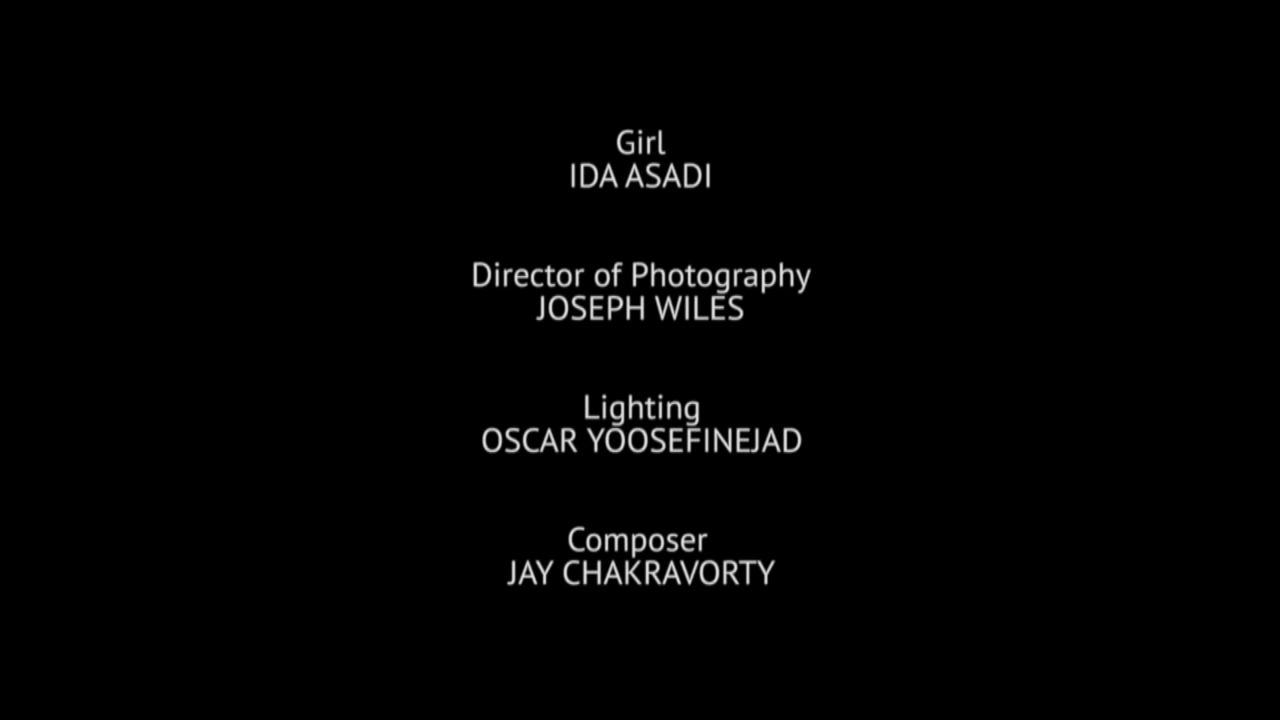 Girl
IDA ASADI
Director of Photography
JOSEPH WILES
Lighting
OSCAR YOOSEFINEJAD
Composer
JAY CHAKRAVORTY